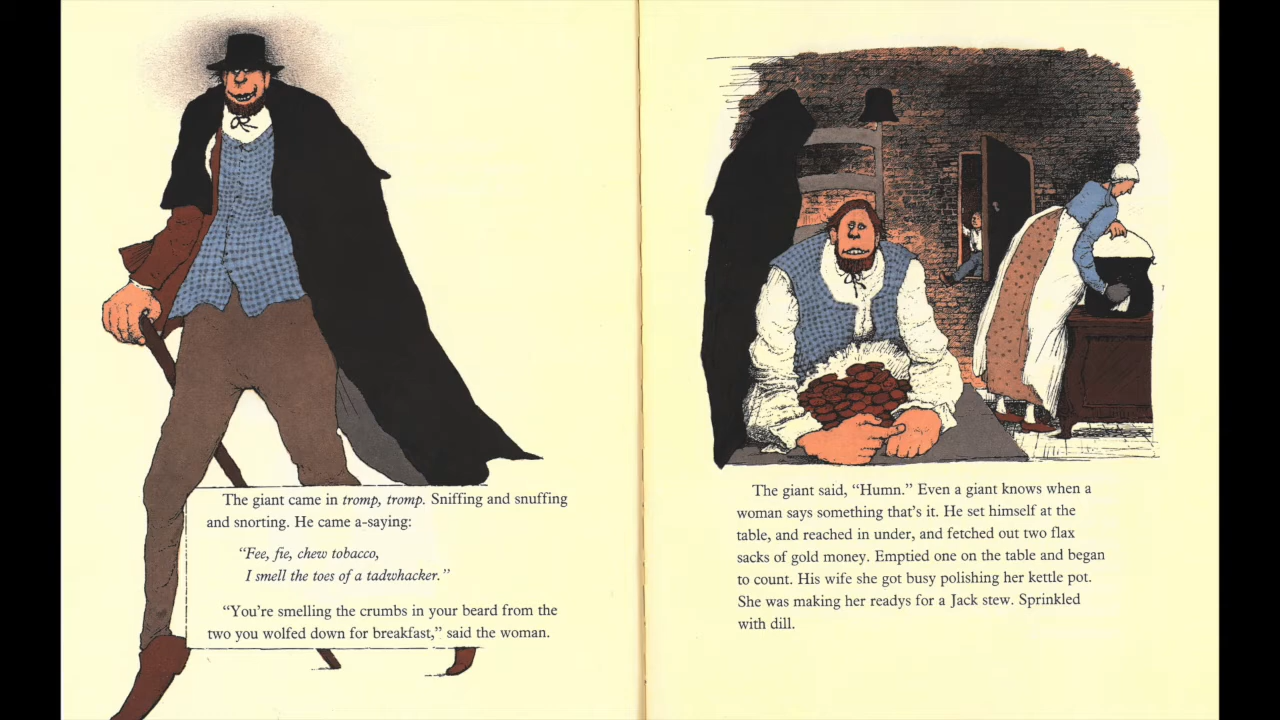 The giant came in tromp, tromp. Sniffing and snuffing
and snorting. He came a-saying:
“Fee, fie, chew tobacco,
I smell the toes of a tadwhacker.”
“You’re smelling the crumbs in your beard from the
two you wolfed down for breakfast,” said the woman.
The giant said, “Humn.” Even a giant knows when a
woman says something that’s it. He set himself at the
table, and reached in under, and fetched out two flax
sacks of gold money. Emptied one on the table and began
to count. His wife she got busy polishing her kettle pot.
She was making her readys for a Jack stew. Sprinkled
with dill.